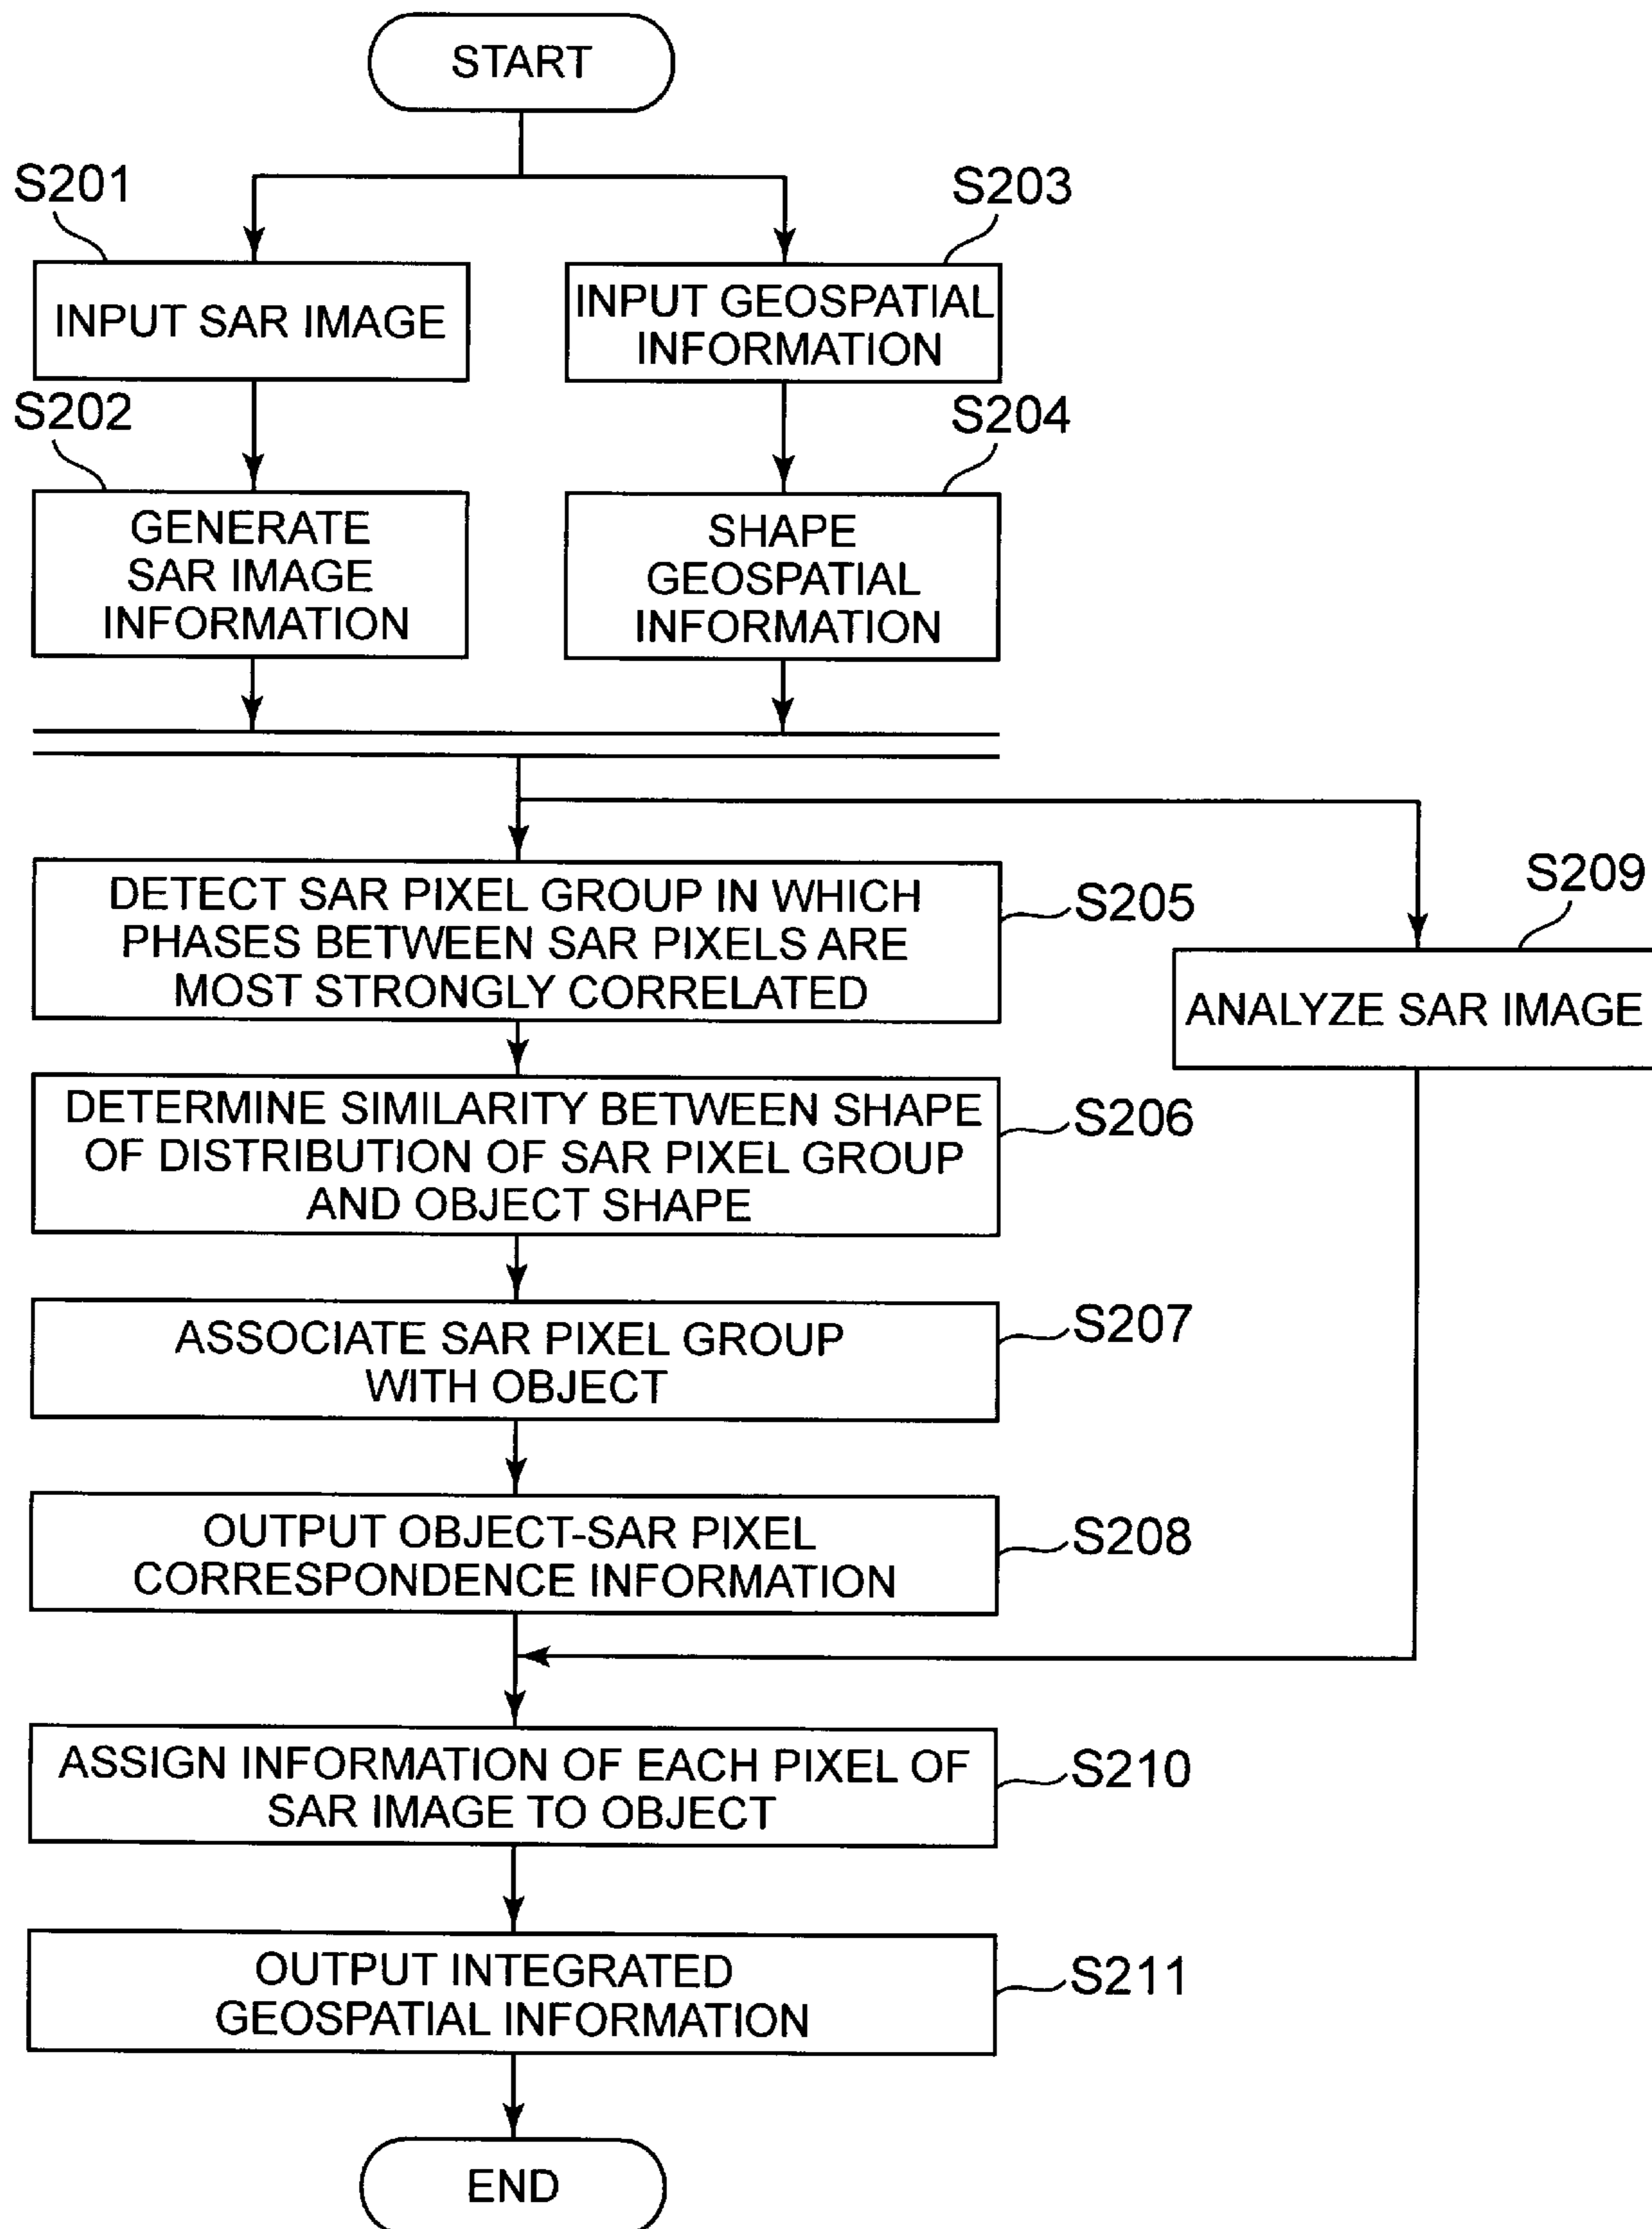 START
S201
S203
INPUT SAR IMAGE
INPUT GEOSPATIAL
INFORMATION
S202
S204
GENERATE
SAR IMAGE
INFORMATION
SHAPE
GEOSPATIAL
INFORMATION
DETECT SAR PIXEL GROUP IN WHICH
PHASES BETWEEN SAR PIXELS ARE
MOST STRONGLY CORRELATED
S205
S209
ANALYZE SAR IMAGE
DETERMINE SIMILARITY BETWEEN SHAPE
OF DISTRIBUTION OF SAR PIXEL GROUP
AND OBJECT SHAPE
S206
ASSOCIATE SAR PIXEL GROUP
WITH OBJECT
S207
OUTPUT OBJECT-SAR PIXEL
CORRESPONDENCE INFORMATION
S208
ASSIGN INFORMATION OF EACH PIXEL OF
SAR IMAGE TO OBJECT
S210
OUTPUT INTEGRATED
GEOSPATIAL INFORMATION
S211
END